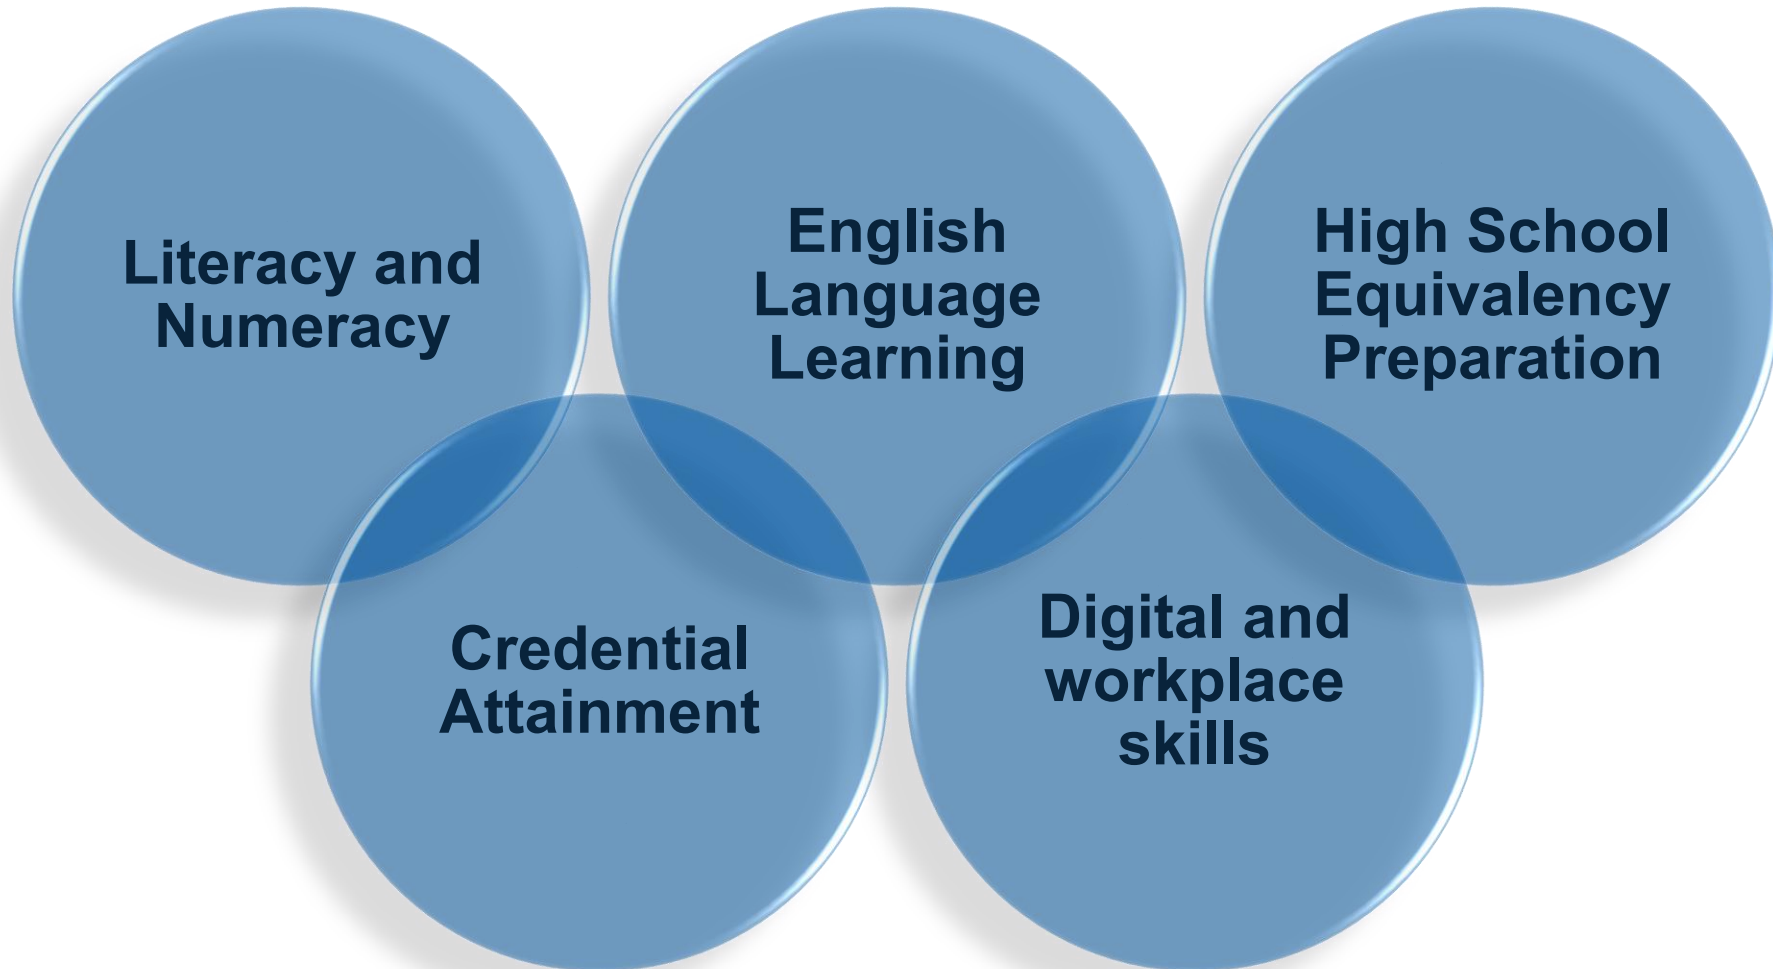 Literacy and
Numeracy
English
Language
Learning
High School
Equivalency
Preparation
Credential
Attainment
Digital and
workplace
skills